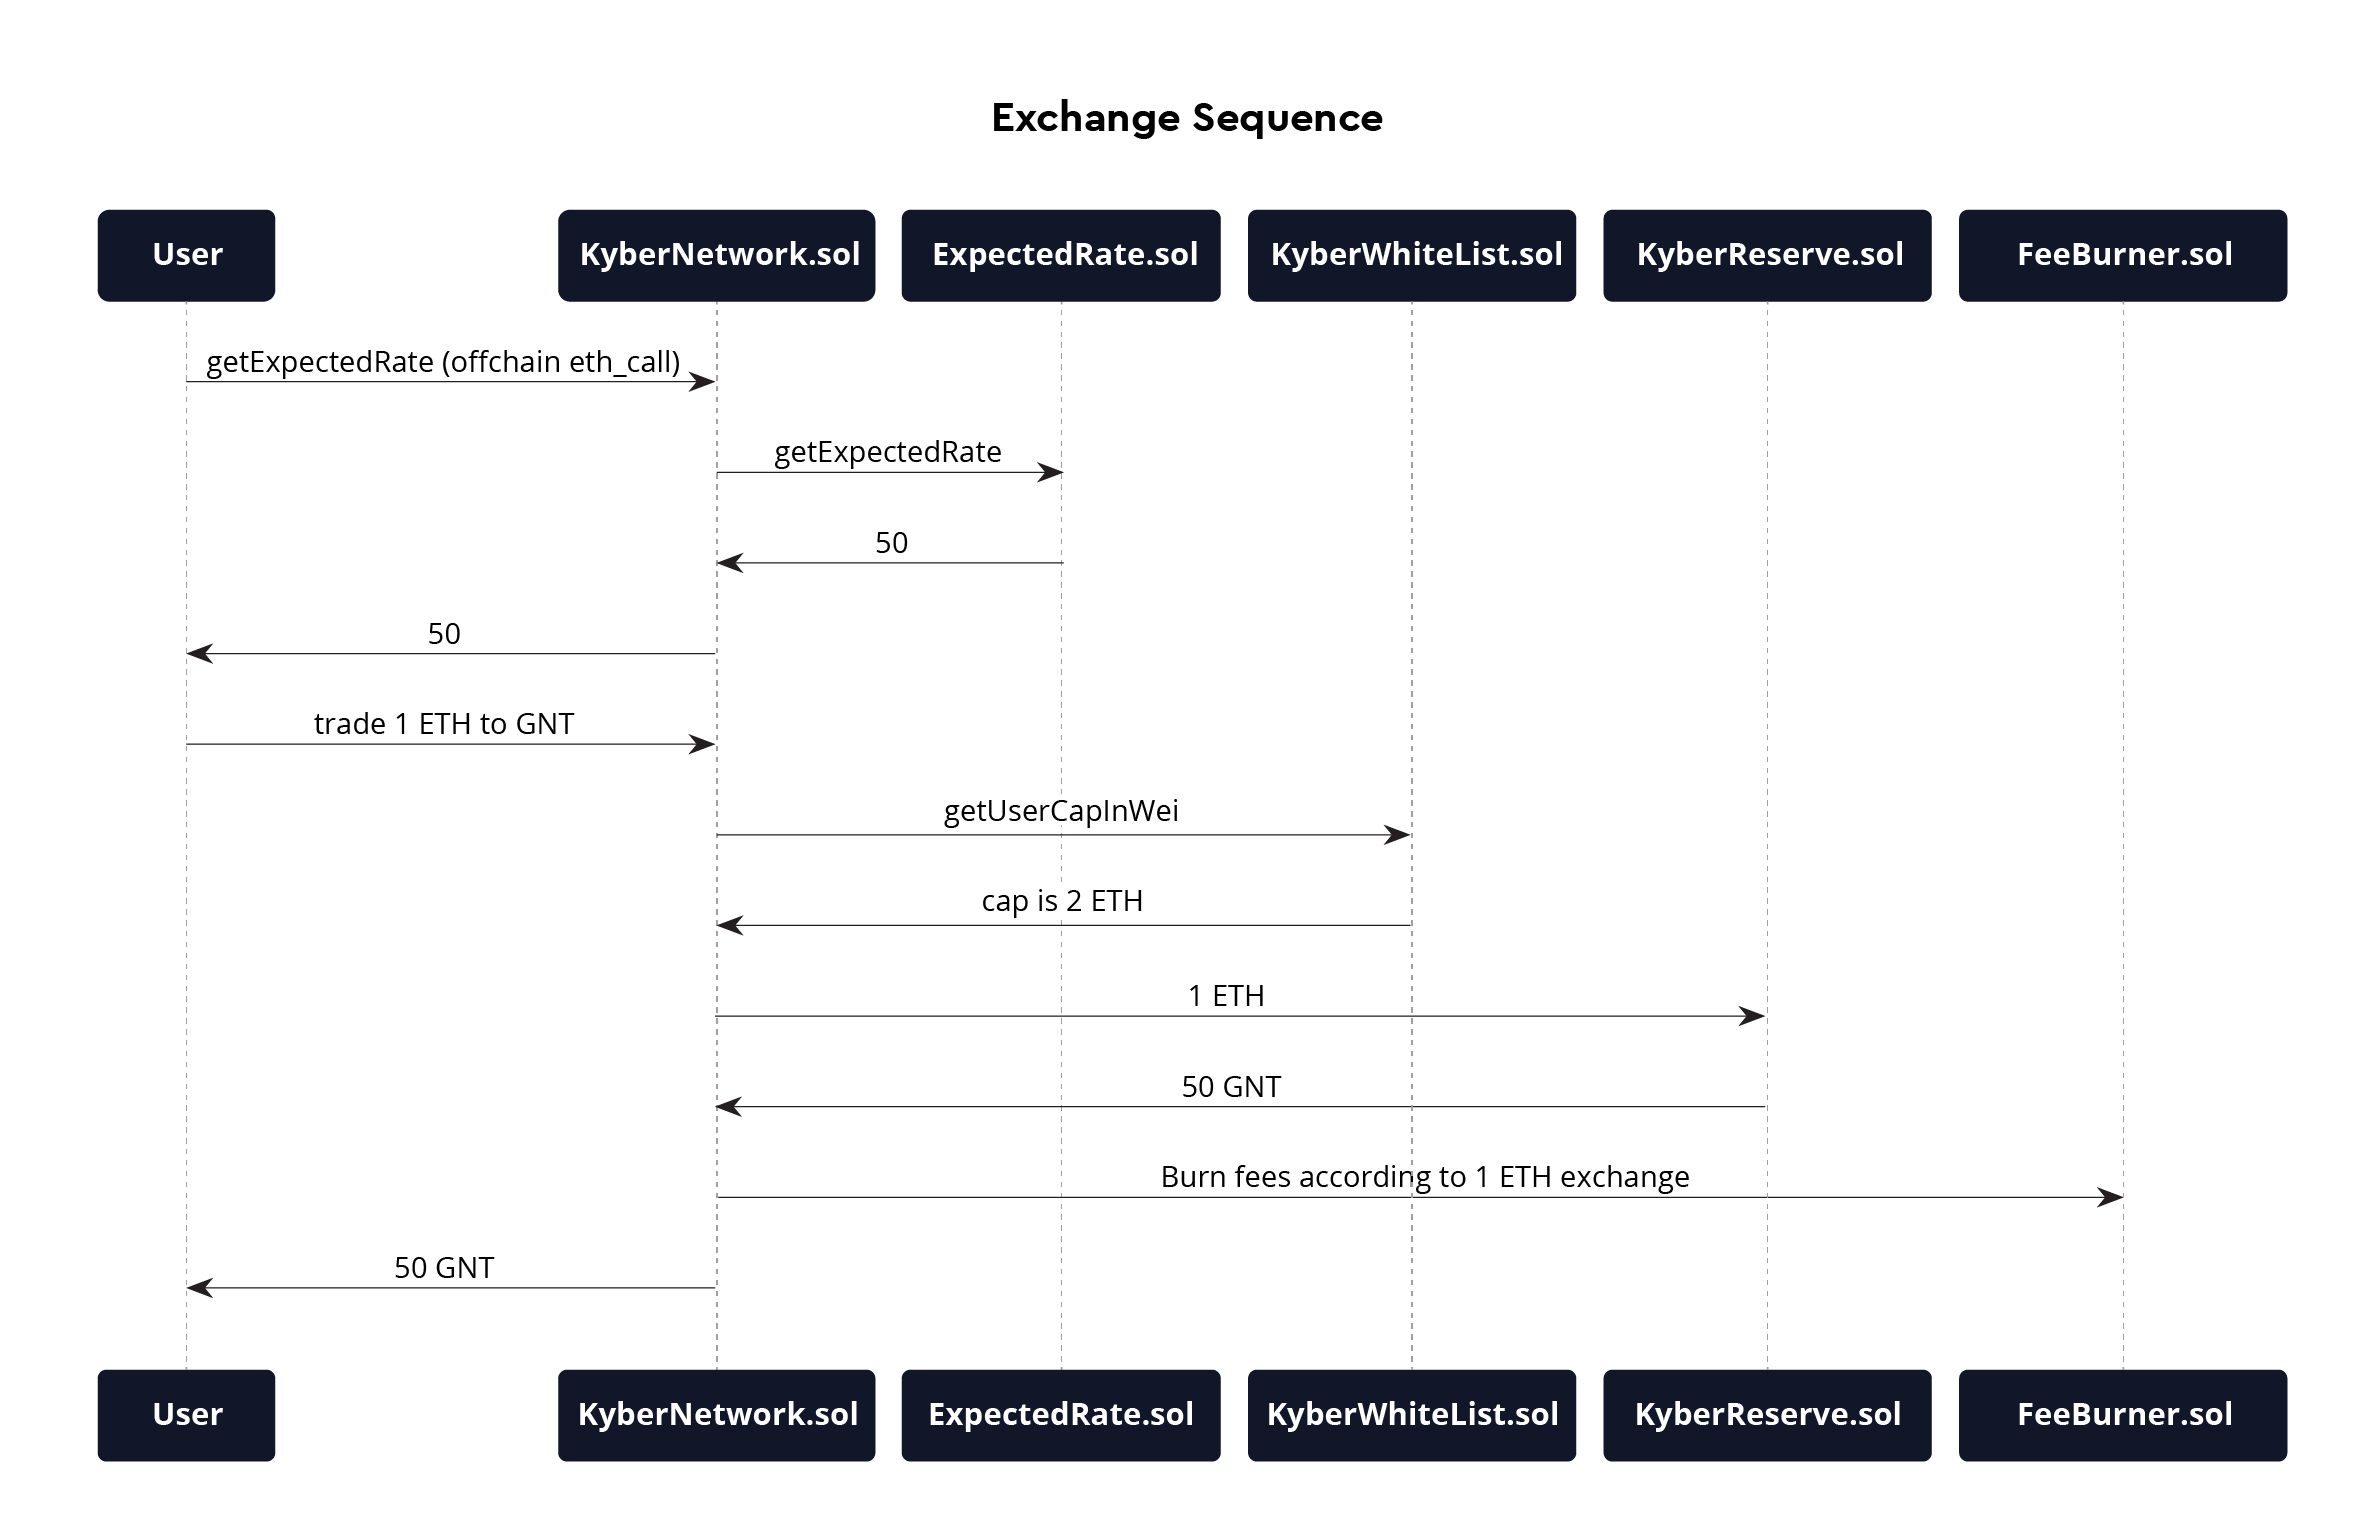 Exchange Sequence
User
KyberNetwork.sol
ExpectedRate.sol
KyberWhiteList.sol
KyberReserve.sol
FeeBurner.sol
getExpectedRate (offchain eth_call)
getExpectedRate
50
50
trade 1 ETH to GNT
getUserCapInWei
cap is 2 ETH
1 ETH
50 GNT
Burn fees according to 1 ETH exchange
50 GNT
User
KyberNetwork.sol
ExpectedRate.sol
KyberWhiteList.sol
KyberReserve.sol
FeeBurner.sol